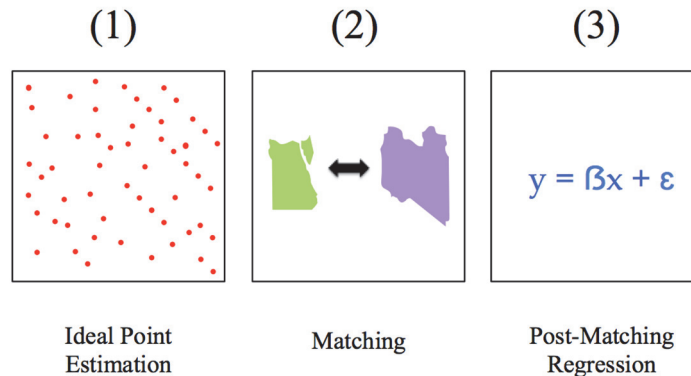 (1)
(2)
(3)
y = ßx + ε
Ideal Point
Estimation
Matching
Post-Matching
Regression